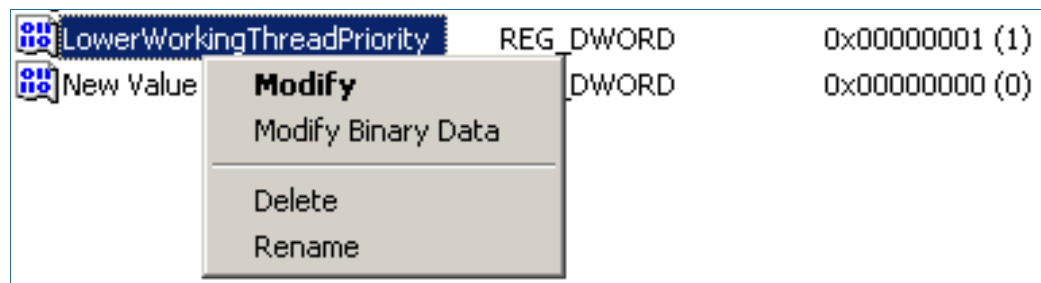 LowerWorkingThreadPriority REG_DWORD 0x00000001 (1)
New Value _DWORD 0x00000000 (0)
Modify
Modify Binary Data
Delete
Rename